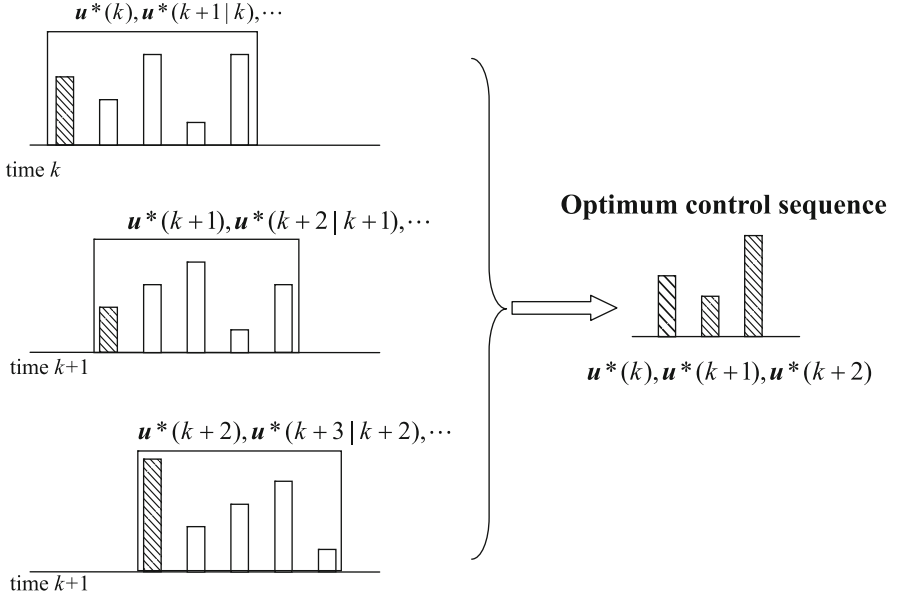 u*(k),u*(k+1|k),⋯
time k
u*(k+1),u*(k+2|k+1),⋯
time k+1
u*(k+2),u*(k+3|k+2),⋯
time k+1
Optimum control sequence
u*(k),u*(k+1),u*(k+2)